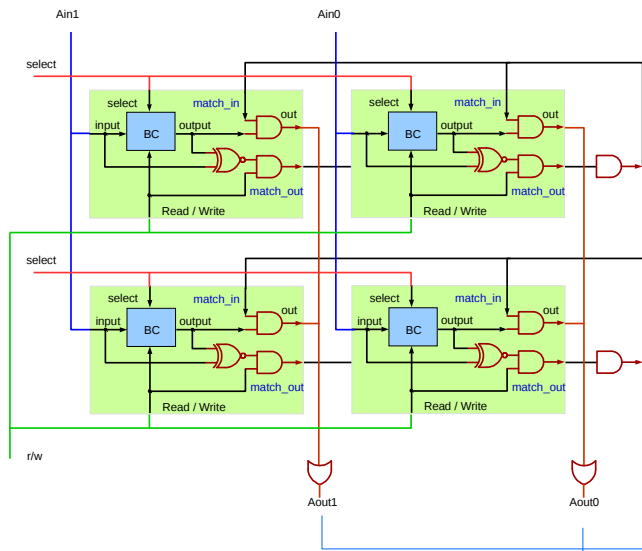 Ain1 Ain0
select
select match_in select match_in
input BC output out input BC output out
match_out match_out
Read / Write Read / Write
select
select match_in select match_in
input BC output out input BC output out
match_out match_out
Read / Write Read / Write
r/w
Aout1 Aout0